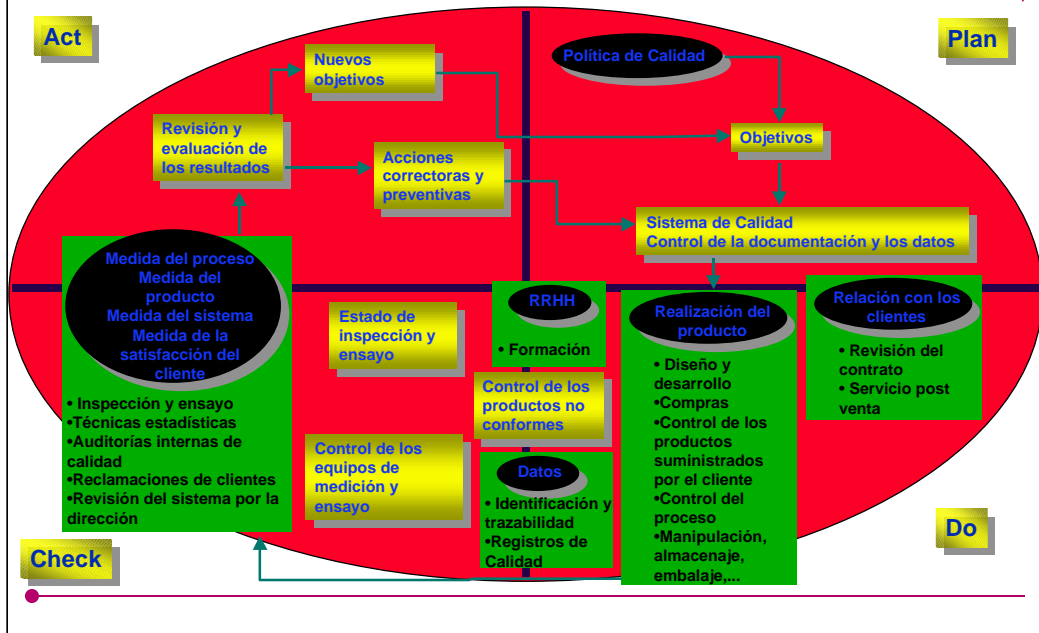 Act
Plan
Nuevos
objetivos
Política de Calidad
Revisión y
evaluación de
los resultados
Objetivos
Acciones
correctoras y
preventivas
Sistema de Calidad
Control de la documentación y los datos
Medida del proceso
Medida del
producto
Medida del sistema
Medida de la
satisfacción del
cliente
• Inspección y ensayo
•Técnicas estadísticas
•Auditorías internas de
calidad
•Reclamaciones de clientes
•Revisión del sistema por la
dirección
Estado de
inspección y
ensayo
Control de los
equipos de
medición y
ensayo
RRHH
• Formación
Control de los
productos no
conformes
Datos
• Identificación y
trazabilidad
•Registros de
Calidad
Realización del
producto
• Diseño y
desarrollo
•Compras
•Control de los
productos
suministrados
por el cliente
•Control del
proceso
•Manipulación,
almacenaje,
embalaje,...
Relación con los
clientes
• Revisión del
contrato
• Servicio post
venta
Check
Do